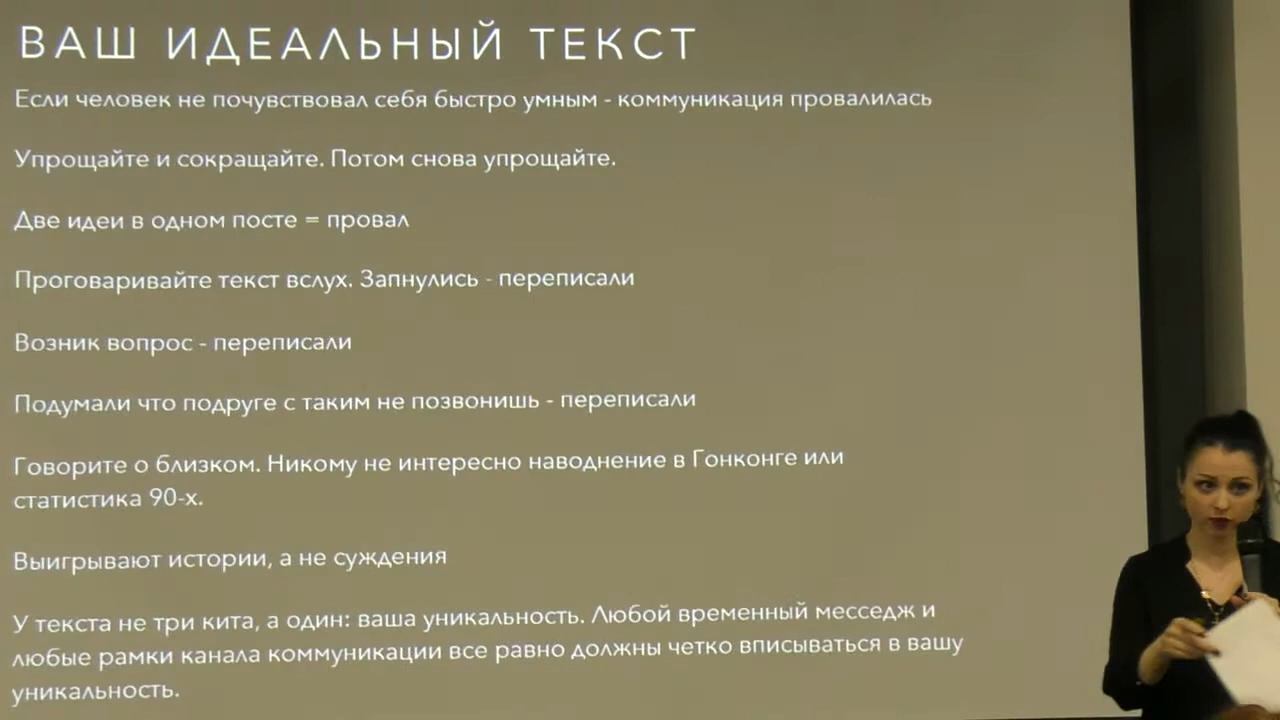 ВАШ ИДЕАЛЬНЫЙ ТЕКСТ
Если человек не почувствовал себя быстро умным - коммуникация провалилась
Упрощайте и сокращайте. Потом снова упрощайте.
Две идеи в одном посте = провал
Проговаривайте текст вслух. Запнулись - переписали
Возник вопрос - переписали
Подумали что подруге с таким не позвонишь - переписали
Говорите о близком. Никому не интересно наводнение в Гонконге или
статистика 90-х.
Выигрывают истории, а не суждения
У текста не три кита, а один: ваша уникальность. Любой временный месседж и
любые рамки канала коммуникации все равно должны четко вписываться в вашу
уникальность.